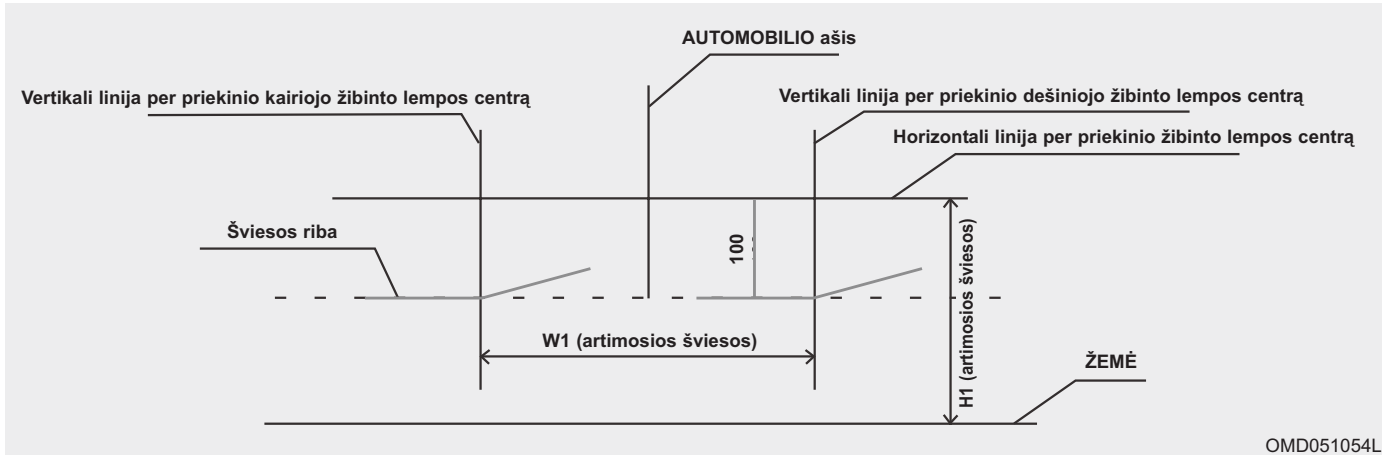 AUTOMOBILIO ašis
Vertikali linija per priekinio kairiojo žibinto lempos centrą
Vertikali linija per priekinio dešiniojo žibinto lempos centrą
Horizontali linija per priekinio žibinto lempos centrą
Šviesos riba
100
H1 (artimosios šviesos)
W1 (artimosios šviesos)
ŽEMĖ
OMD051054L